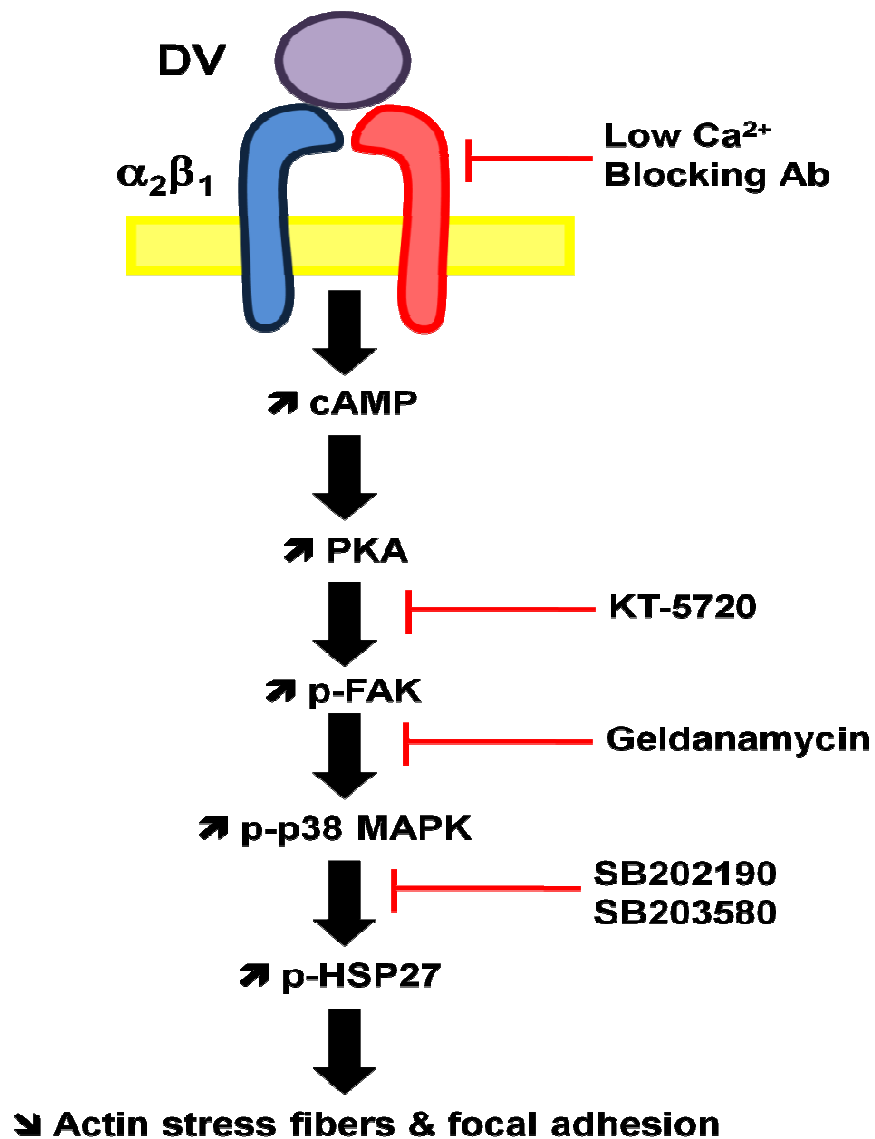 DV
α₂β₁
Low Ca²⁺
Blocking Ab
↗ cAMP
↗ PKA
KT-5720
↗ p-FAK
Geldanamycin
↗ p-p38 MAPK
SB202190
SB203580
↗ p-HSP27
↘ Actin stress fibers & focal adhesion